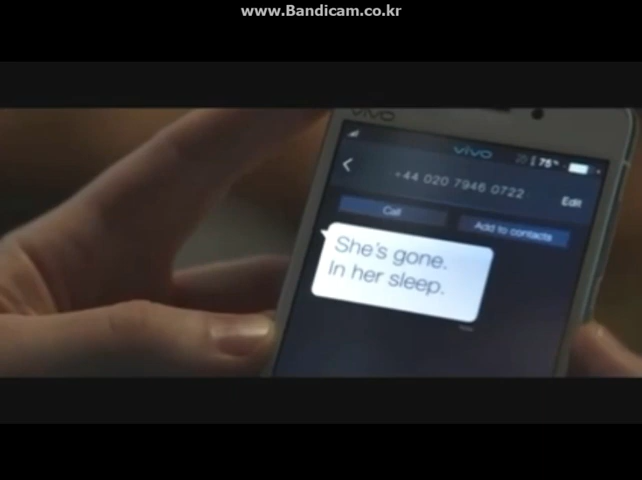 www.Bandicam.co.kr
vivo
vivo
75%
+44 020 7946 0722
Edit
Call
Add to contacts
She's gone.
In her sleep.